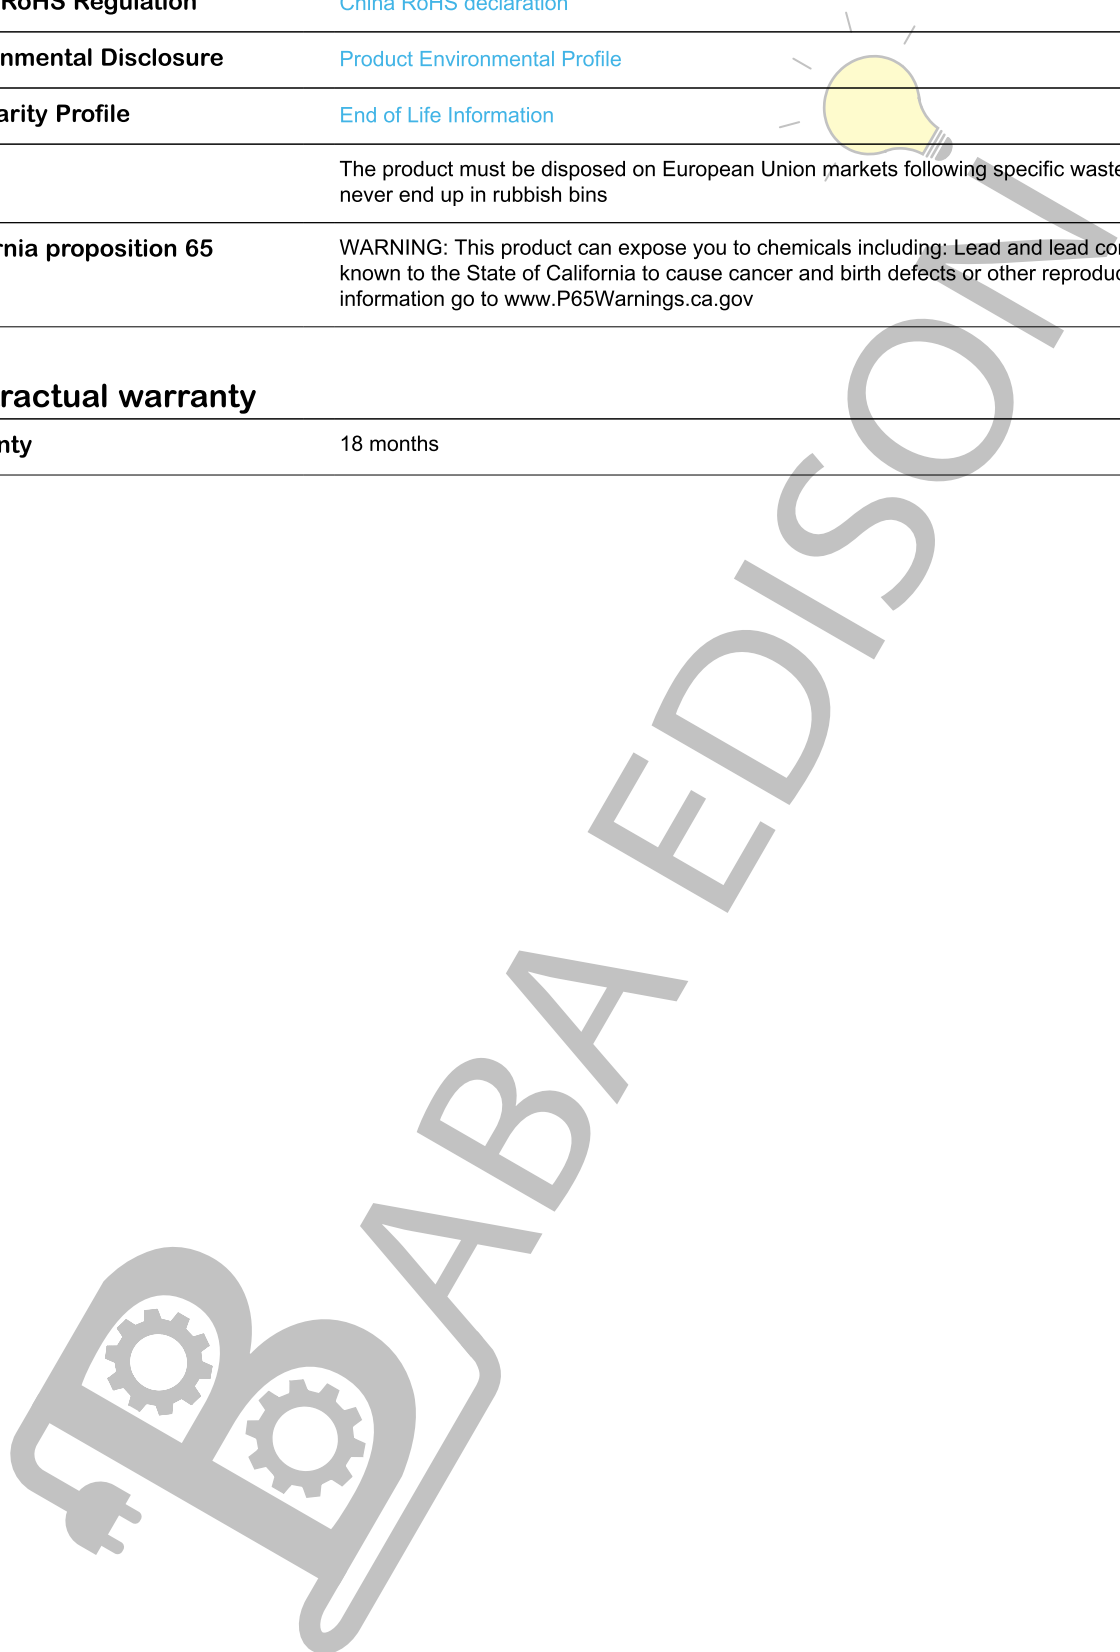 RoHS Regulation China RoHS declaration
nmental Disclosure Product Environmental Profile
arity Profile End of Life Information
The product must be disposed on European Union markets following specific waste
never end up in rubbish bins
rnia proposition 65 WARNING: This product can expose you to chemicals including: Lead and lead
known to the State of California to cause cancer and birth defects or other
information go to www.P65Warnings.ca.gov
ractual warranty
nty 18 months
BABA EDISON